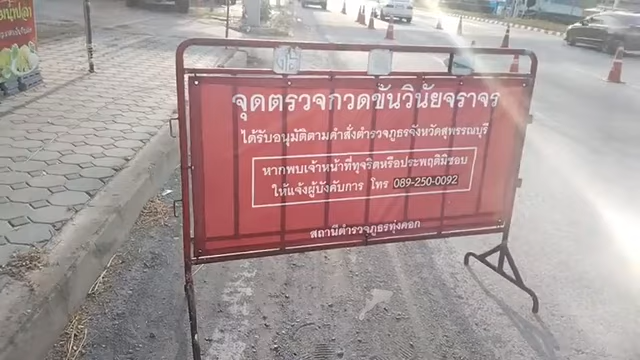 จุดตรวจกวดขันวินัยจราจร
ได้รับอนุมัติตามคำสั่งตำรวจภูธรจังหวัดสุพรรณบุรี
หากพบเจ้าหน้าที่ทุจริตหรือประพฤติมิชอบ
ให้แจ้งผู้บังคับการ โทร 089-250-0092
สถานีตำรวจภูธรทุ่งคอก